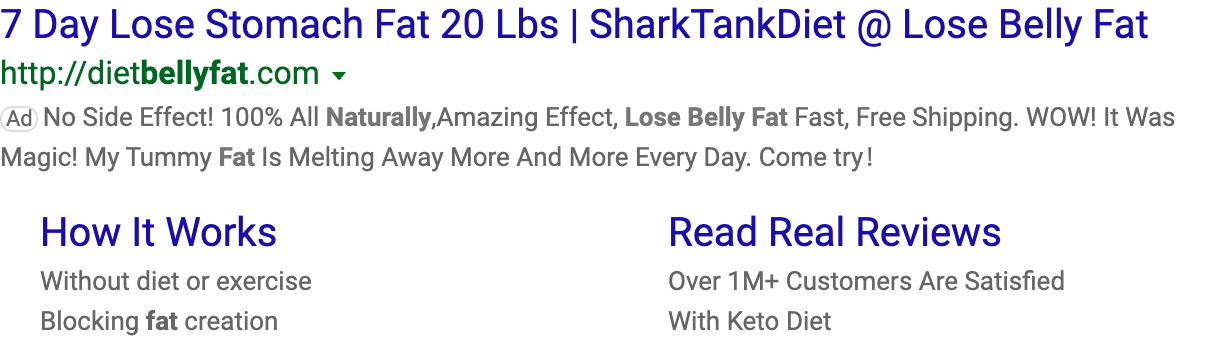 7 Day Lose Stomach Fat 20 Lbs | SharkTankDiet @ Lose Belly Fat
http://dietbellyfat.com
Ad No Side Effect! 100% All Naturally,Amazing Effect, Lose Belly Fat Fast, Free Shipping. WOW! It Was
Magic! My Tummy Fat Is Melting Away More And More Every Day. Come try!
How It Works
Without diet or exercise
Blocking fat creation
Read Real Reviews
Over 1M+ Customers Are Satisfied
With Keto Diet